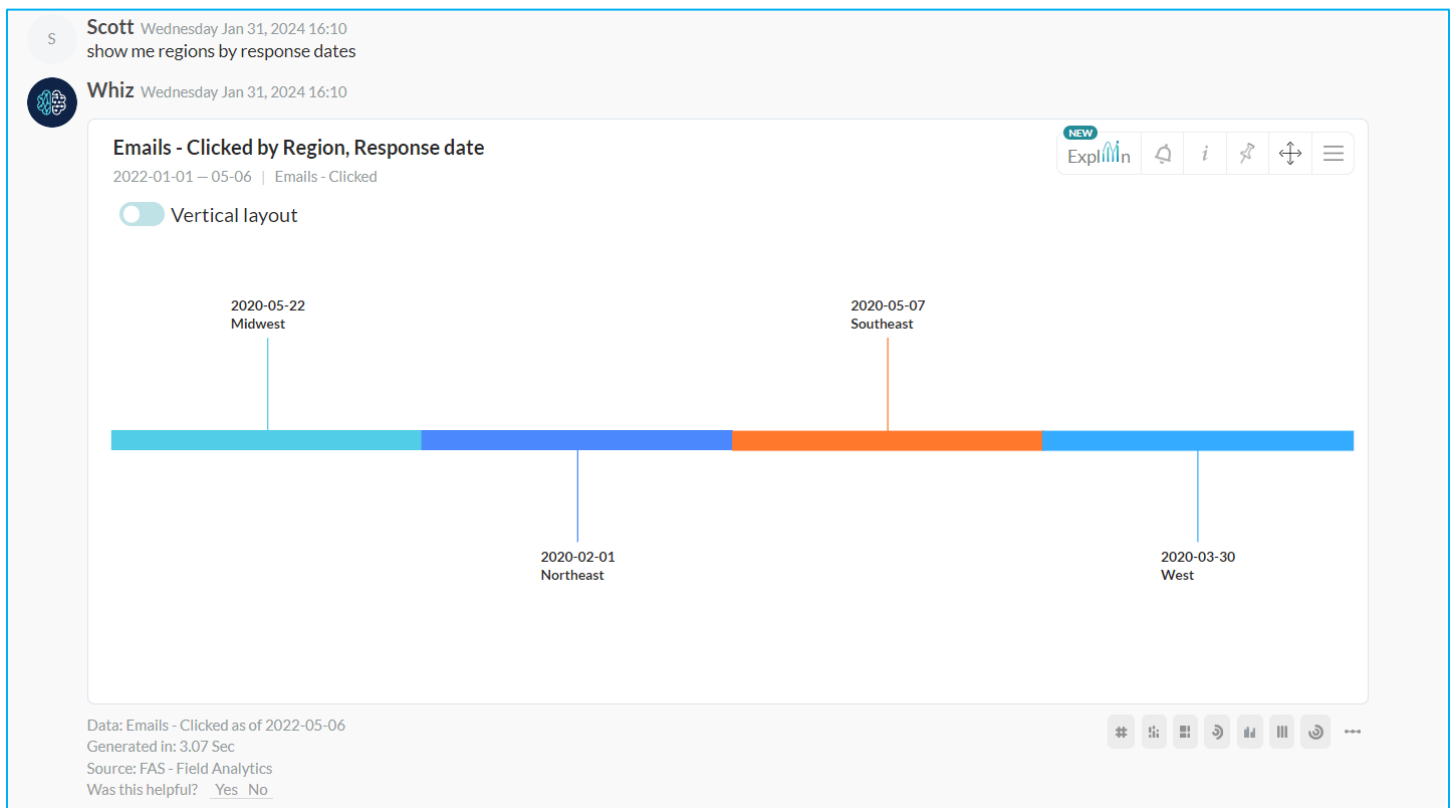 S
Scott Wednesday Jan 31, 2024 16:10
show me regions by response dates
Whiz Wednesday Jan 31, 2024 16:10
Emails - Clicked by Region, Response date
2022-01-01 — 05-06 | Emails - Clicked
NEW
Explain
i
Vertical layout
2020-05-22
Midwest
2020-05-07
Southeast
2020-02-01
Northeast
2020-03-30
West
Data: Emails - Clicked as of 2022-05-06
Generated in: 3.07 Sec
Source: FAS - Field Analytics
Was this helpful? Yes No